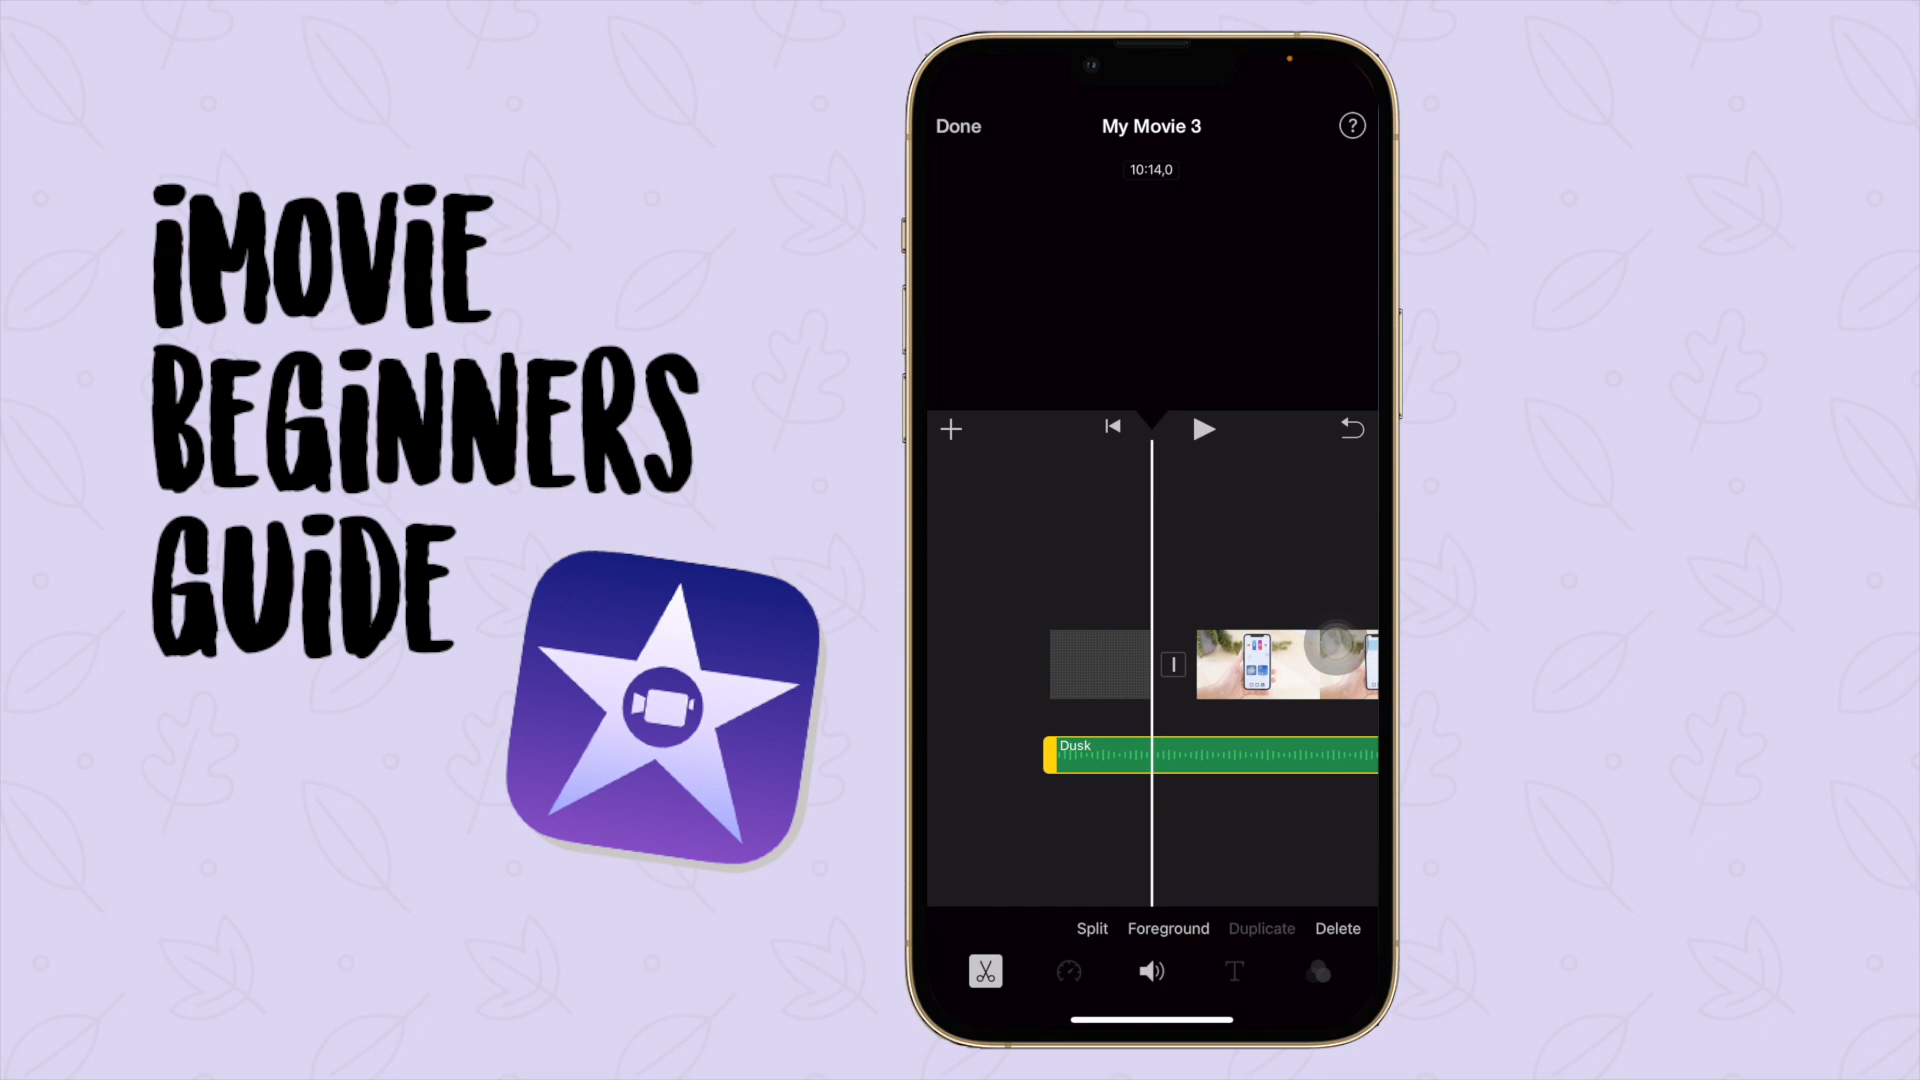 iMOViE
BEGiNNERS
GUiDE
Done
My Movie 3
?
10:14,0
Dusk
Split
Foreground
Duplicate
Delete
T